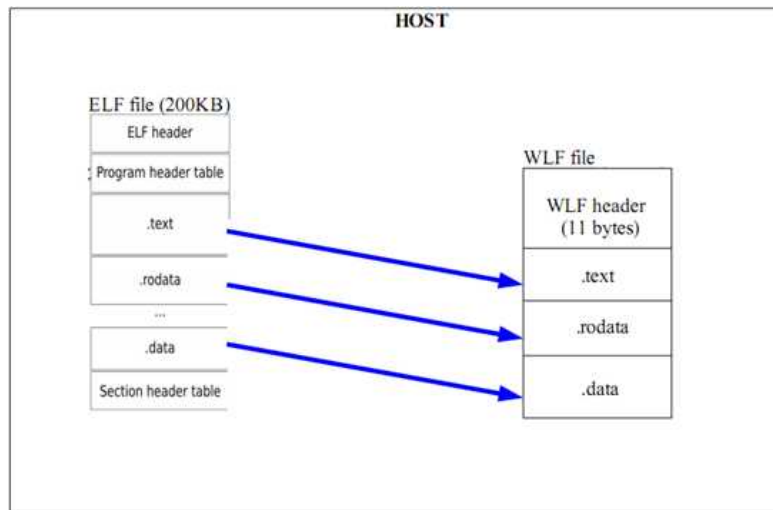 HOST
ELF file (200KB)
ELF header
Program header table
.text
.rodata
...
.data
Section header table
WLF file
WLF header
(11 bytes)
.text
.rodata
.data